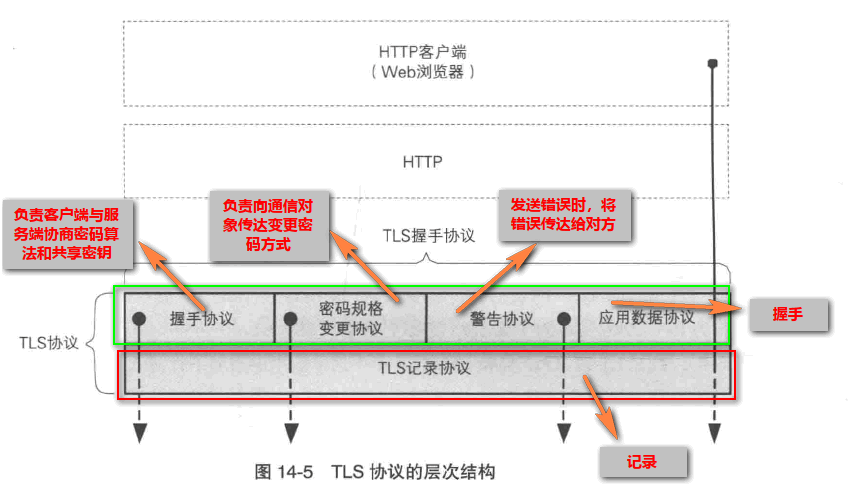 HTTP客户端
（Web浏览器）
HTTP
负责客户端与服
务端协商密码算
法和共享密钥
负责向通信对
象传达变更密
码方式
发送错误时，将
错误传达给对方
TLS握手协议
TLS协议
握手协议
密码规格
变更协议
警告协议
应用数据协议
握手
TLS记录协议
记录
图 14-5 TLS 协议的层次结构